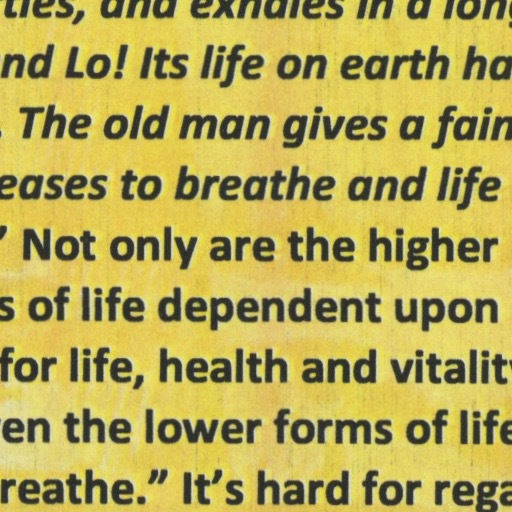 ties, and exhales in a long
nd Lo! Its life on earth ha
. The old man gives a fain
eases to breathe and life
” Not only are the higher
s of life dependent upon
for life, health and vitality
en the lower forms of life
reathe.” It’s hard for rega